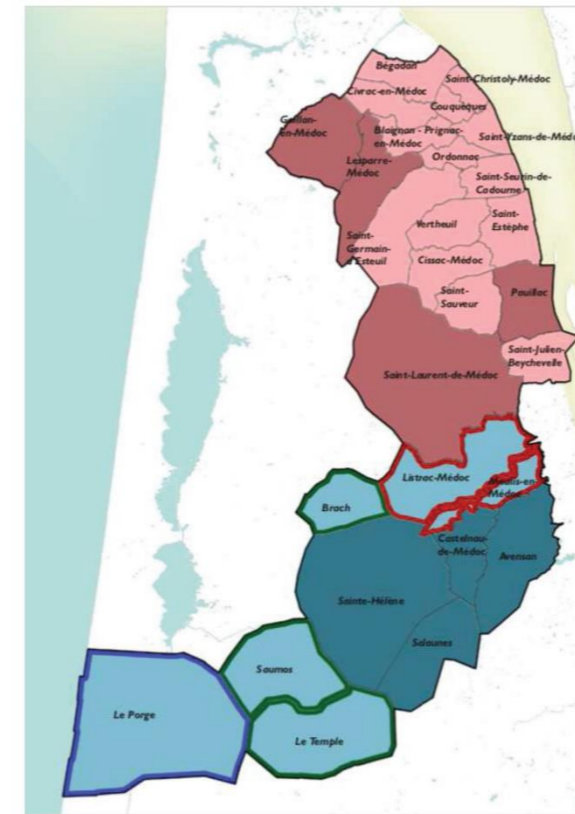 Bégadan
Saint-Christoly-Médoc
Civrac-en-Médoc
Couquèques
Gaillan-
en-Médoc
Blaignan - Prignac-
en-Médoc
Saint-Yzans-de-Médoc
Ordonnac
Lesparre-
Médoc
Saint-Seurin-de-
Cadourne
Saint-
Estèphe
Vertheuil
Saint-
Germain-
d'Esteuil
Cissac-Médoc
Saint-
Sauveur
Pauillac
Saint-Julien-
Beychevelle
Saint-Laurent-de-Médoc
Listrac-Médoc
Moulis-en-
Médoc
Brach
Castelnau-
de-Médoc
Avensan
Sainte-Hélène
Salaunes
Saumos
Le Porge
Le Temple